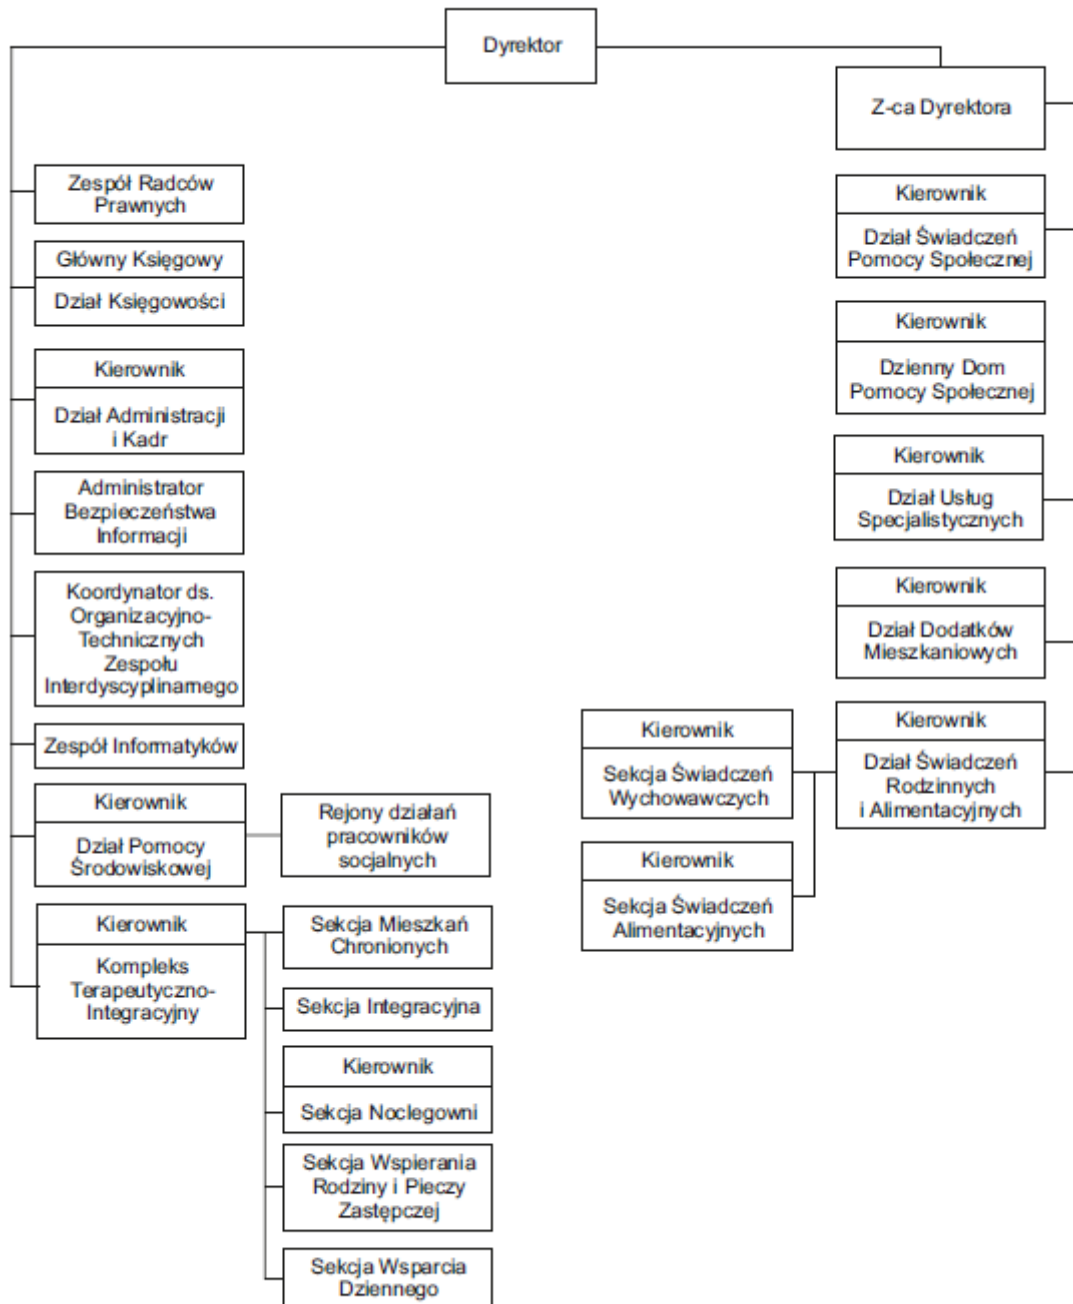 Dyrektor
Z-ca Dyrektora
Zespół Radców
Prawnych
Główny Księgowy
Dział Księgowości
Kierownik
Dział Administracji
i Kadr
Administrator
Bezpieczeństwa
Informacji
Koordynator ds.
Organizacyjno-
Technicznych
Zespołu
Interdyscyplinarnego
Zespół Informatyków
Kierownik
Dział Pomocy
Środowiskowej
Rejony działań
pracowników
socjalnych
Kierownik
Kompleks
Terapeutyczno-
Integracyjny
Sekcja Mieszkań
Chronionych
Sekcja Integracyjna
Kierownik
Sekcja Noclegowni
Sekcja Wspierania
Rodziny i Pieczy
Zastępczej
Sekcja Wsparcia
Dziennego
Kierownik
Dział Świadczeń
Pomocy Społecznej
Kierownik
Dzienny Dom
Pomocy Społecznej
Kierownik
Dział Usług
Specjalistycznych
Kierownik
Dział Dodatków
Mieszkaniowych
Kierownik
Dział Świadczeń
Rodzinnych
i Alimentacyjnych
Kierownik
Sekcja Świadczeń
Wychowawczych
Kierownik
Sekcja Świadczeń
Alimentacyjnych